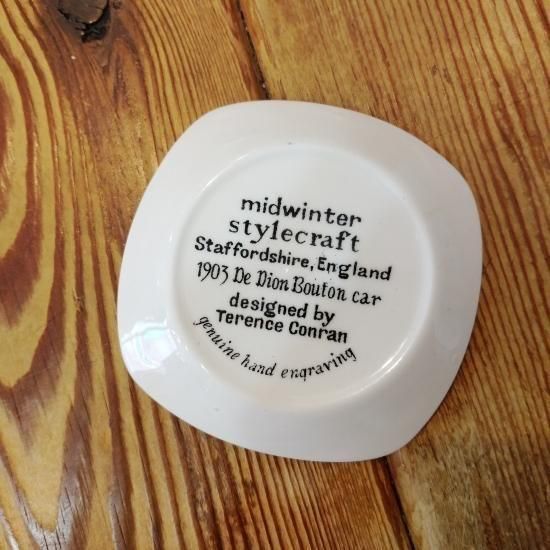 midwinter
stylecraft
Staffordshire, England
1903 De Dion Bouton car
designed by
Terence Conran
genuine hand engraving